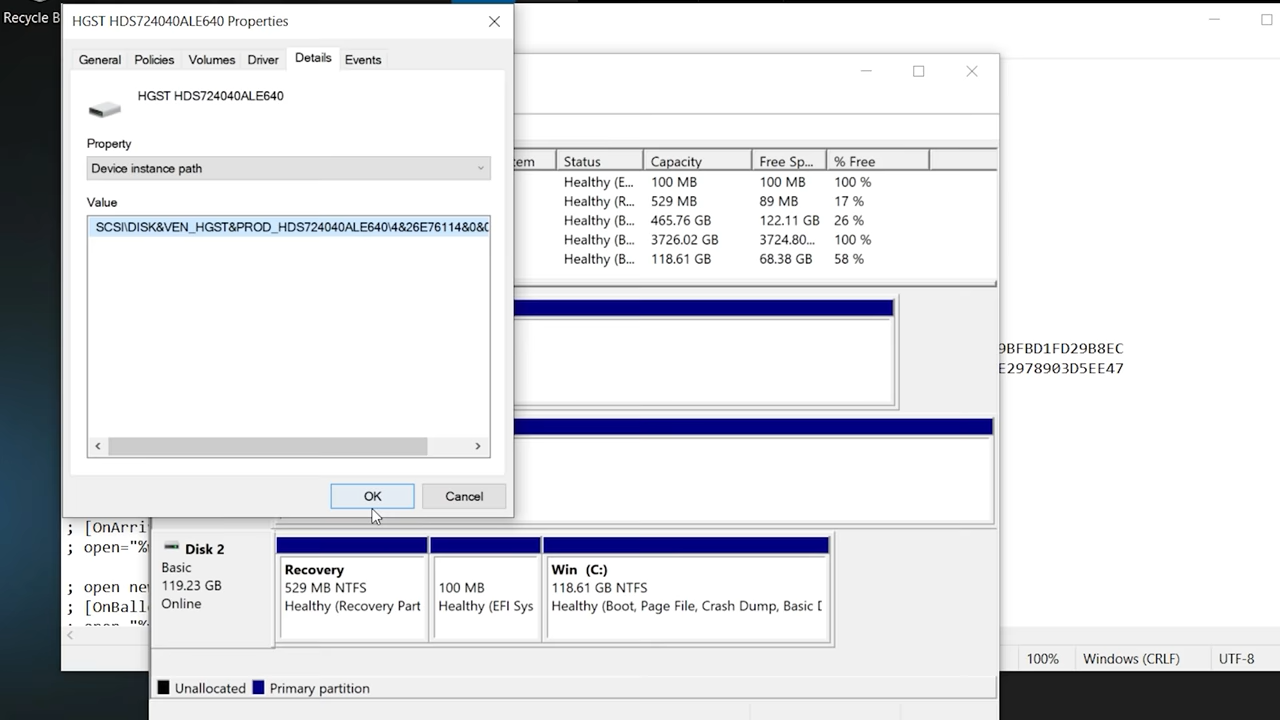 Recycle B
HGST HDS724040ALE640 Properties
General Policies Volumes Driver Details Events
HGST HDS724040ALE640
Property
Device instance path
Value
SCSI\DISK&VEN_HGST&PROD_HDS724040ALE640\4&26E76114&0&0
OK Cancel
tem Status Capacity Free Sp... % Free
Healthy (E... 100 MB 100 MB 100 %
Healthy (R... 529 MB 89 MB 17 %
Healthy (B... 465.76 GB 122.11 GB 26 %
Healthy (B... 3726.02 GB 3724.80... 100 %
Healthy (B... 118.61 GB 68.38 GB 58 %
9BFBD1FD29B8EC
E2978903D5EE47
; [OnArri
; open="%
; open nev
; [OnBall
Disk 2
Basic
119.23 GB
Online
Recovery
529 MB NTFS
Healthy (Recovery Part
100 MB
Healthy (EFI Sys
Win (C:)
118.61 GB NTFS
Healthy (Boot, Page File, Crash Dump, Basic D
Unallocated Primary partition
100% Windows (CRLF) UTF-8